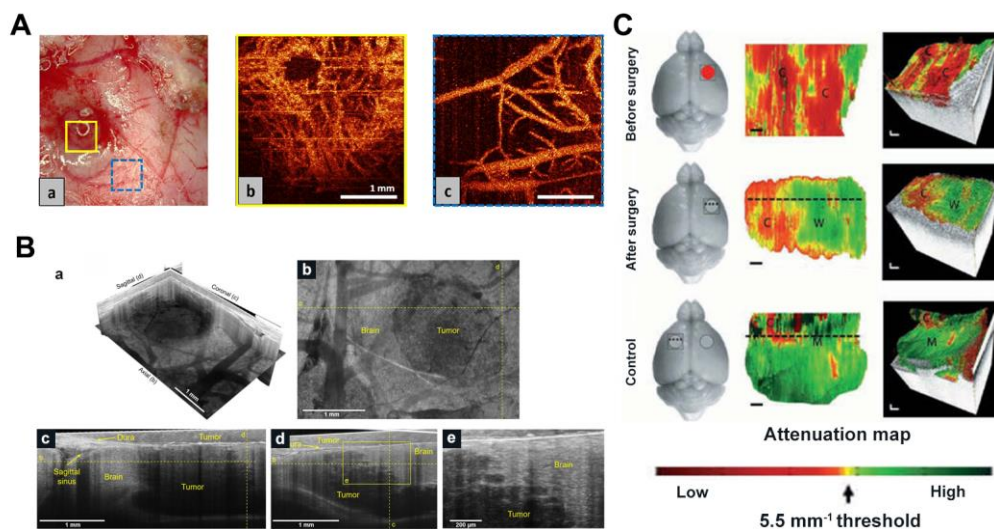 A
a
b
1 mm
c
B
a
Sagittal (d)
Coronal (c)
Axial (b)
1 mm
b
d
c
Brain
Tumor
1 mm
c
Dura
Tumor
d
b
Sagittal
sinus
Brain
Tumor
1 mm
d
Tumor
Brain
b
e
Tumor
c
1 mm
e
Brain
Tumor
200 µm
C
Before surgery
C
C
C
C
After surgery
C
W
C
W
Control
C
M
C
M
Attenuation map
Low
High
5.5 mm⁻¹ threshold